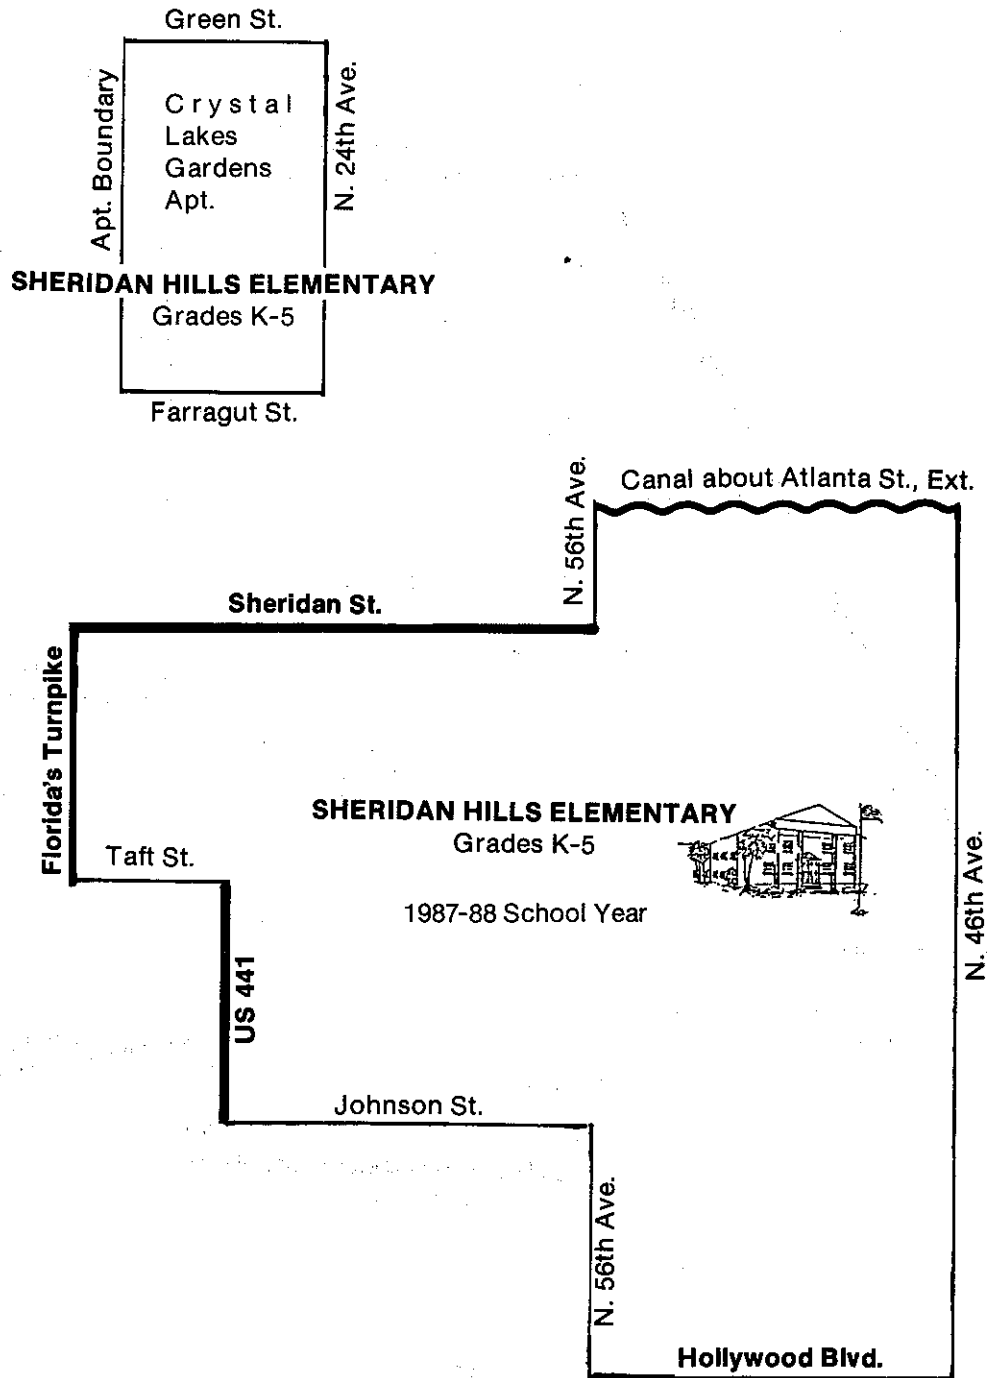 Green St.
Apt. Boundary
Crystal
Lakes
Gardens
Apt.
N. 24th Ave.
SHERIDAN HILLS ELEMENTARY
Grades K-5
Farragut St.
Canal about Atlanta St., Ext.
N. 56th Ave.
Sheridan St.
Florida's Turnpike
SHERIDAN HILLS ELEMENTARY
Grades K-5
Taft St.
1987-88 School Year
N. 46th Ave.
US 441
Johnson St.
N. 56th Ave.
Hollywood Blvd.